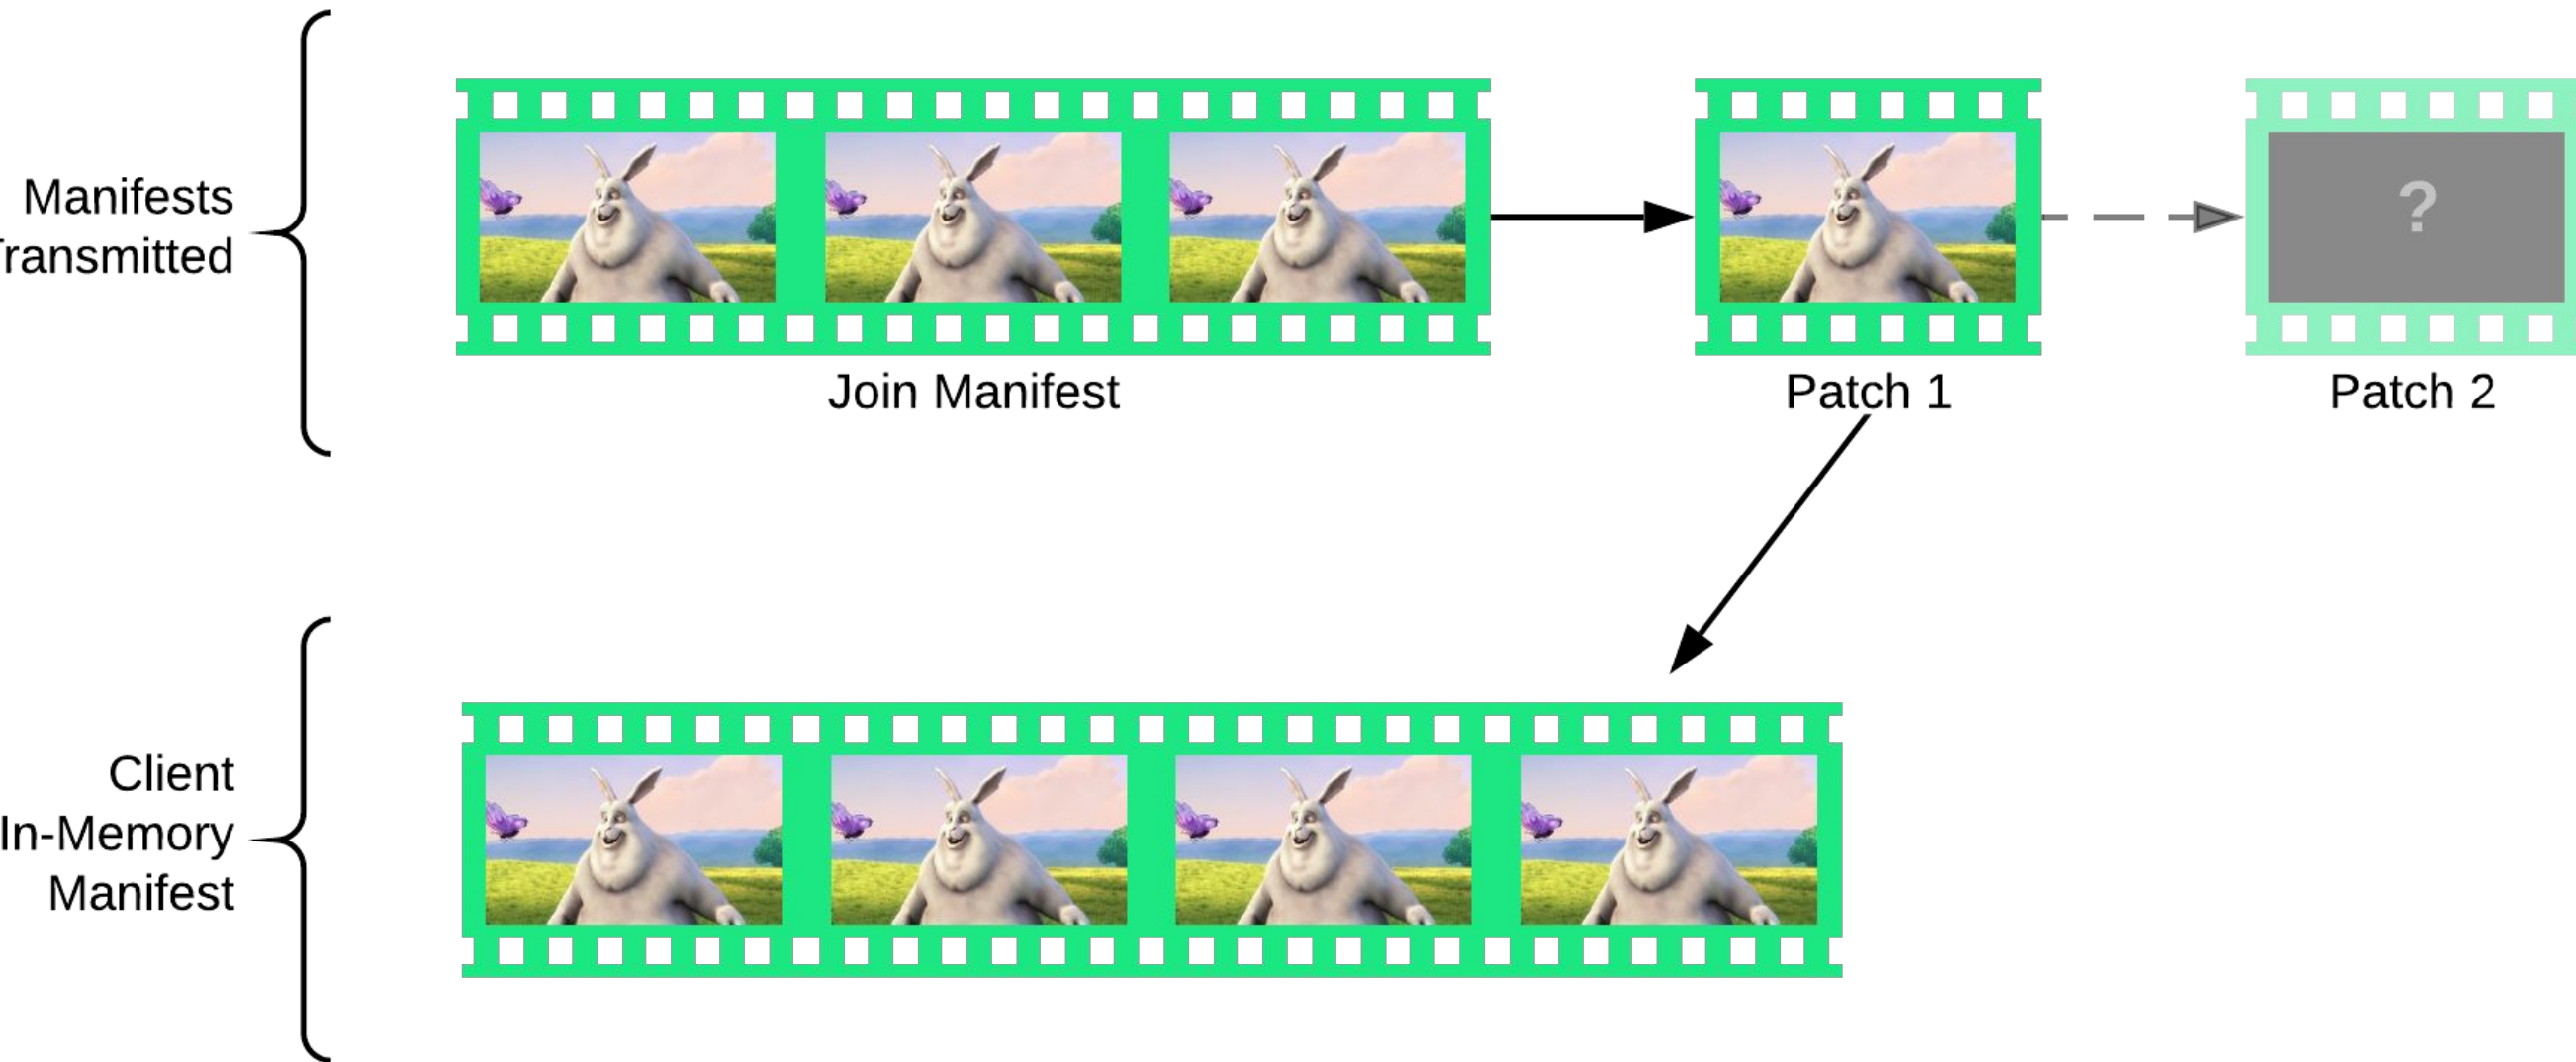 Manifests
Transmitted
?
Join Manifest
Patch 1
Patch 2
Client
In-Memory
Manifest